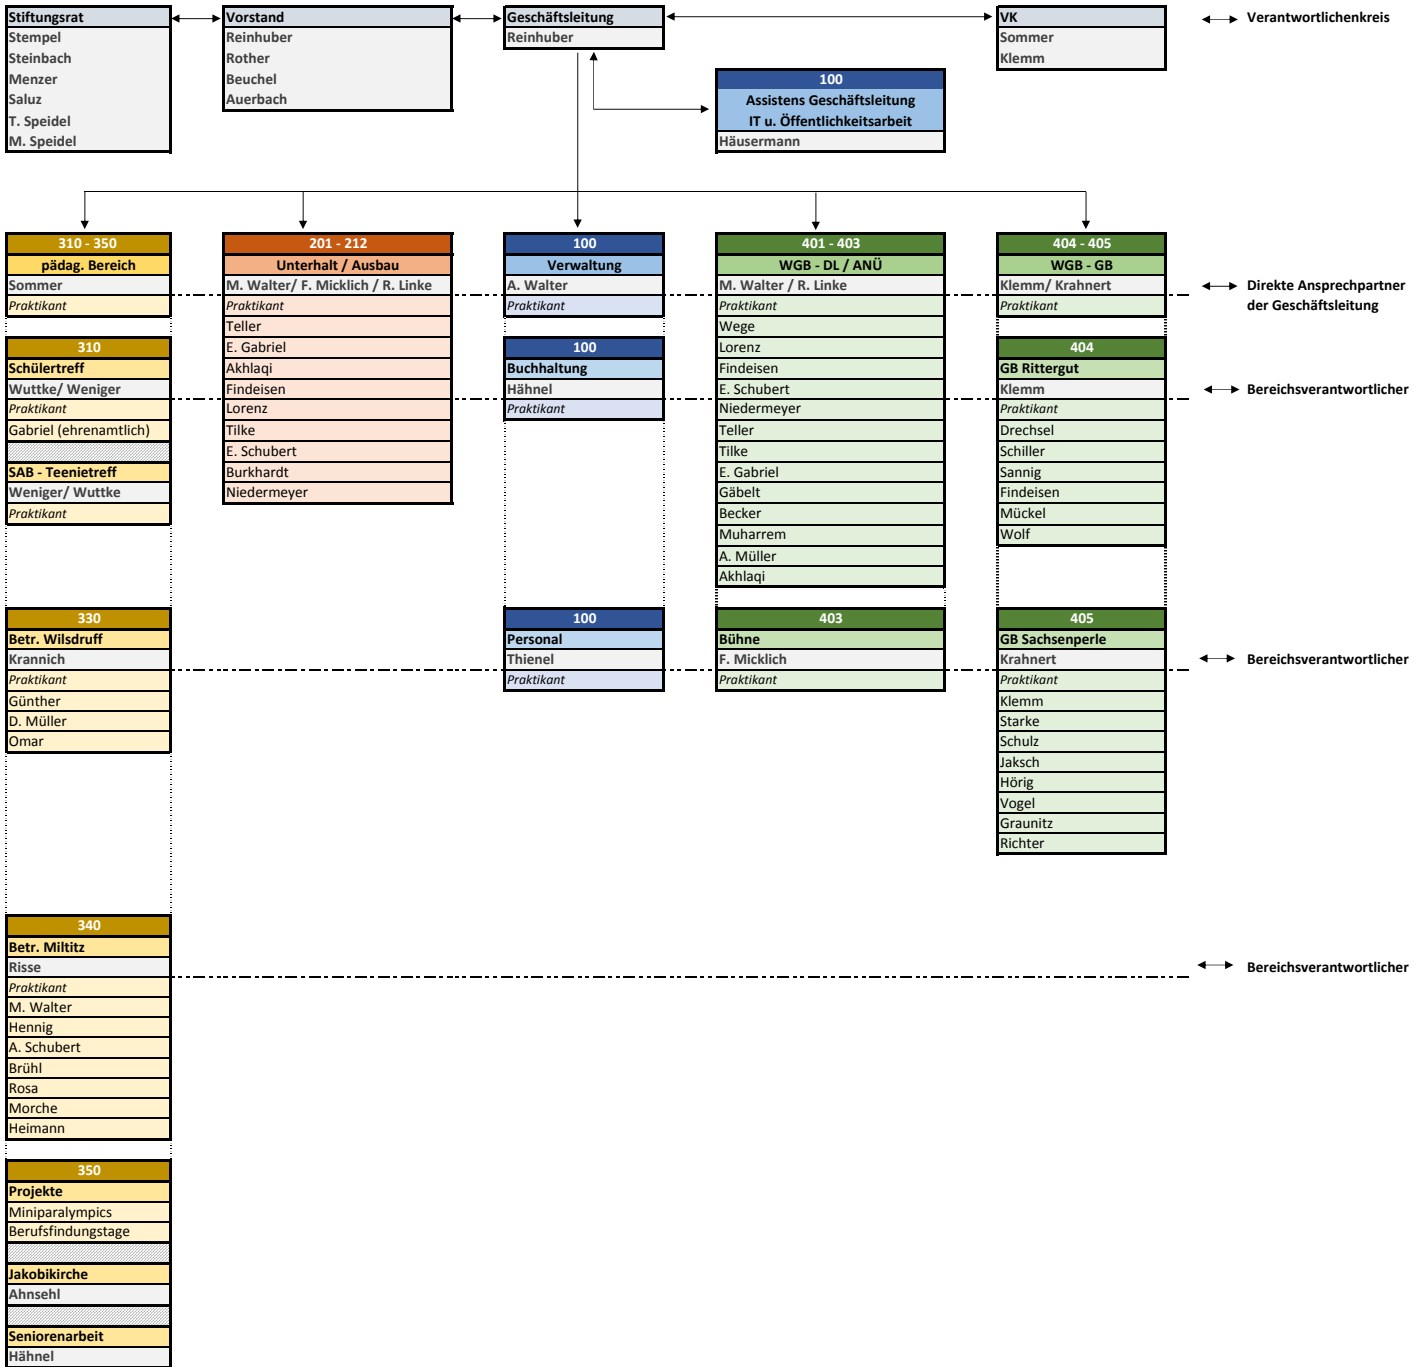 Stiftungsrat
Stempel
Steinbach
Menzer
Saluz
T. Speidel
M. Speidel
Vorstand
Reinhuber
Rother
Beuchel
Auerbach
Geschäftsleitung
Reinhuber
VK
Sommer
Klemm
Verantwortlichenkreis
100
Assistens Geschäftsleitung
IT u. Öffentlichkeitsarbeit
Häusermann
310 - 350
pädag. Bereich
Sommer
Praktikant
310
Schülertreff
Wuttke/ Weniger
Praktikant
Gabriel (ehrenamtlich)
SAB - Teenietreff
Weniger/ Wuttke
Praktikant
330
Betr. Wilsdruff
Krannich
Praktikant
Günther
D. Müller
Omar
340
Betr. Miltitz
Risse
Praktikant
M. Walter
Hennig
A. Schubert
Brühl
Rosa
Morche
Heimann
350
Projekte
Miniparalympics
Berufsfindungstage
Jakobikirche
Ahnsehl
Seniorenarbeit
Hähnel
201 - 212
Unterhalt / Ausbau
M. Walter/ F. Micklich / R. Linke
Praktikant
Teller
E. Gabriel
Akhlaqi
Findeisen
Lorenz
Tilke
E. Schubert
Burkhardt
Niedermeyer
100
Verwaltung
A. Walter
Praktikant
100
Buchhaltung
Hähnel
Praktikant
100
Personal
Thienel
Praktikant
401 - 403
WGB - DL / ANÜ
M. Walter / R. Linke
Praktikant
Wege
Lorenz
Findeisen
E. Schubert
Niedermeyer
Teller
Tilke
E. Gabriel
Gäbelt
Becker
Muharrem
A. Müller
Akhlaqi
403
Bühne
F. Micklich
Praktikant
404 - 405
WGB - GB
Klemm/ Krahnert
Praktikant
404
GB Rittergut
Klemm
Praktikant
Drechsel
Schiller
Sannig
Findeisen
Mückel
Wolf
405
GB Sachsenperle
Krahnert
Praktikant
Klemm
Starke
Schulz
Jaksch
Hörig
Vogel
Graunitz
Richter
Direkte Ansprechpartner
der Geschäftsleitung
Bereichsverantwortlicher
Bereichsverantwortlicher
Bereichsverantwortlicher